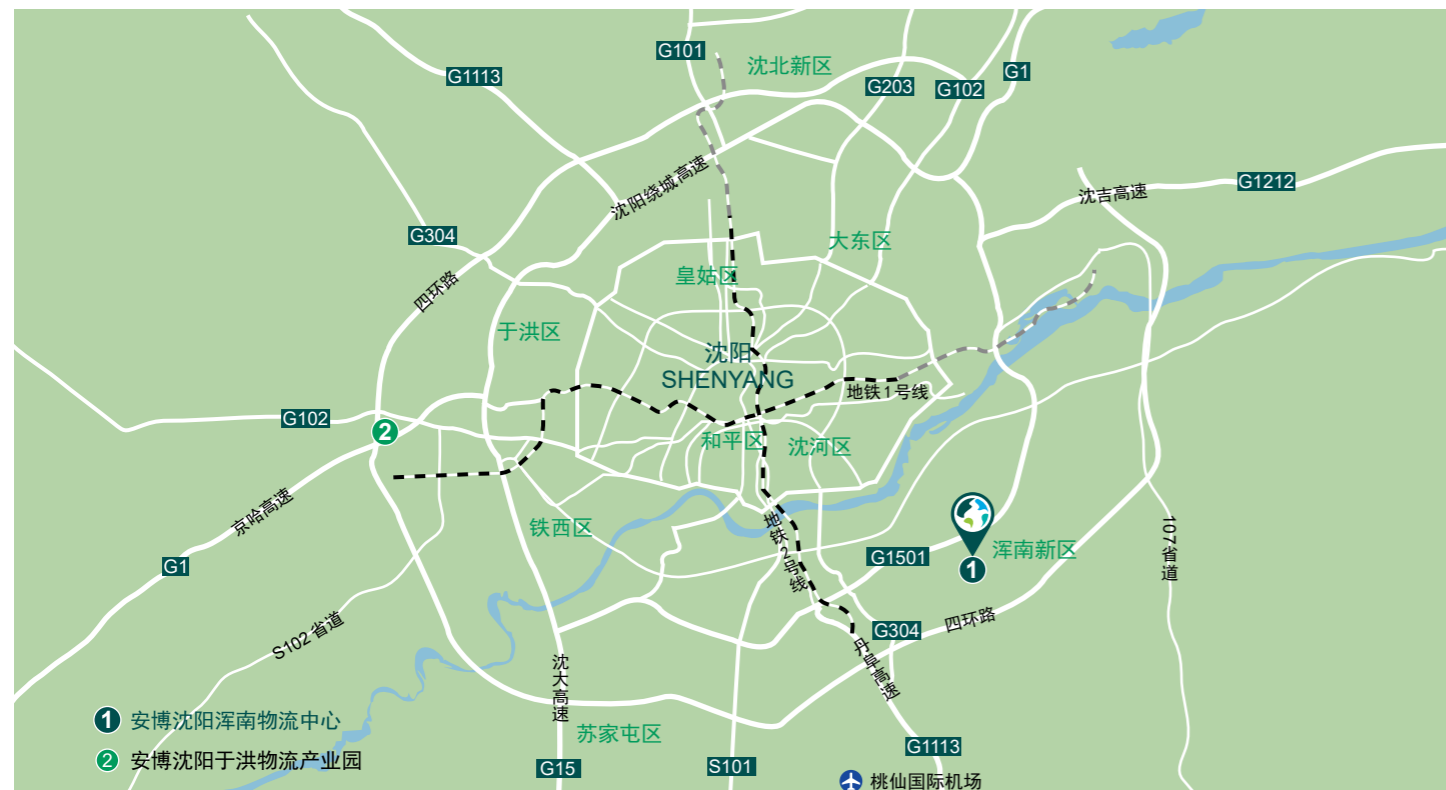 G101
沈北新区
G1113
G203
G102
G1
沈阳绕城高速
沈吉高速
G1212
G304
大东区
皇姑区
四环路
于洪区
沈阳
SHENYANG
地铁1号线
G102
2
和平区
沈河区
京哈高速
铁西区
地铁2号线
G1501
浑南新区
1
107省道
G1
S102省道
G304
四环路
丹阜高速
沈大高速
1 安博沈阳浑南物流中心
苏家屯区
2 安博沈阳于洪物流产业园
G15
S101
G1113
桃仙国际机场